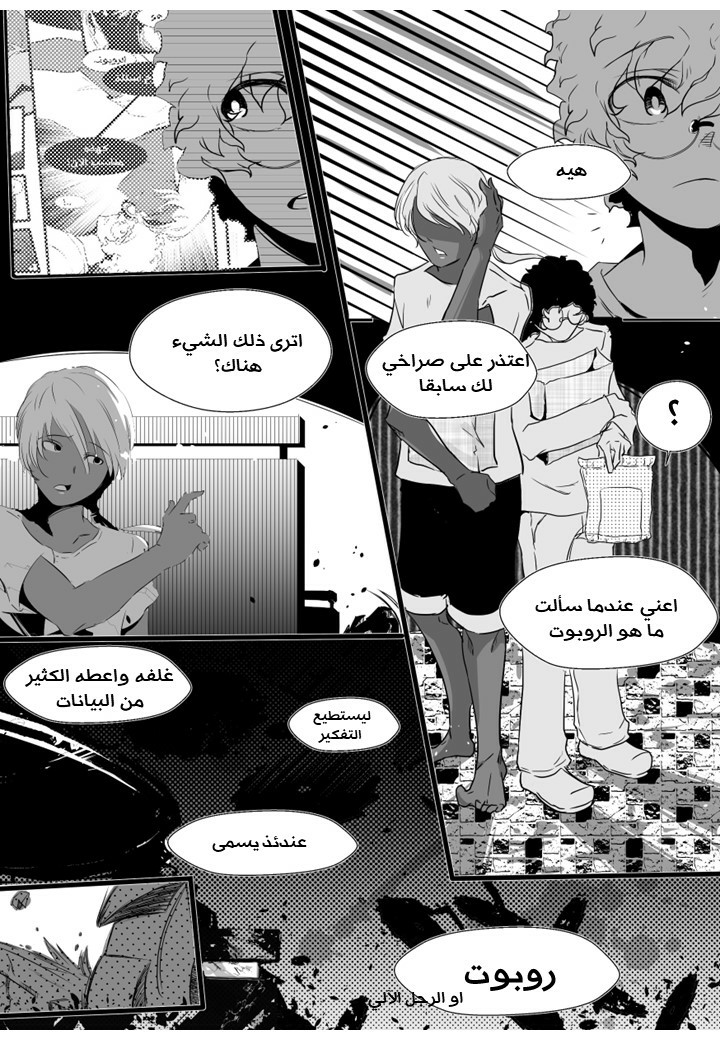 هيه
اعتذر على صراخي
لك سابقا
؟
اعني عندما سألت
ما هو الروبوت
اترى ذلك الشيء
هناك؟
غلفه واعطه الكثير
من البيانات
ليستطيع
التفكير
عندئذ يسمى
روبوت
او الرجل الالي